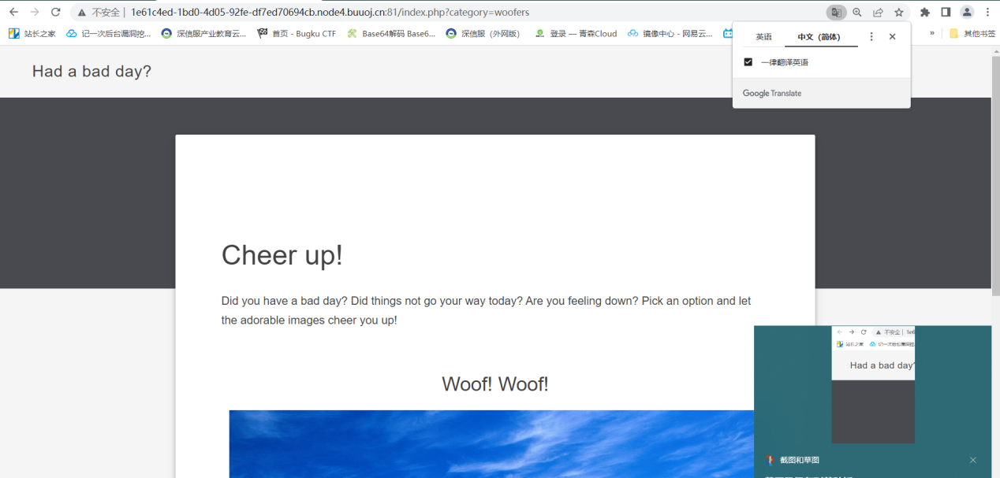 不安全 | 1e61c4ed-1bd0-4d05-92fe-df7ed70694cb.node4.buuoj.cn:81/index.php?category=woofers
站长之家 记一次后台漏洞挖... 深信服产业教育云... 首页 - Bugku CTF Base64解码 Base6... 深信服（外网版） 登录 — 青森Cloud 镜像中心 - 网易云... » 其他书签
英语 中文（简体）
一律翻译英语
Google Translate
Had a bad day?
Cheer up!
Did you have a bad day? Did things not go your way today? Are you feeling down? Pick an option and let
the adorable images cheer you up!
Woof! Woof!
不安全 | 1e6
站长之家 记一次后台漏洞挖
Had a bad day?
截图和草图